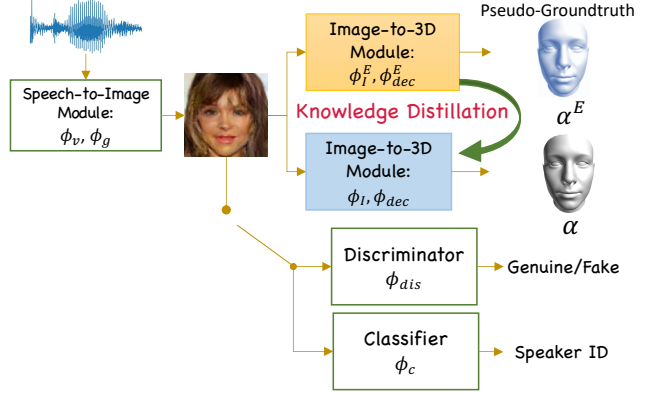 Pseudo-Groundtruth
Image-to-3D
Module:
ϕ_I^E, ϕ_dec^E
α^E
Speech-to-Image
Module:
ϕ_v, ϕ_g
Knowledge Distillation
Image-to-3D
Module:
ϕ_I, ϕ_dec
α
Discriminator
ϕ_dis
Genuine/Fake
Classifier
ϕ_c
Speaker ID